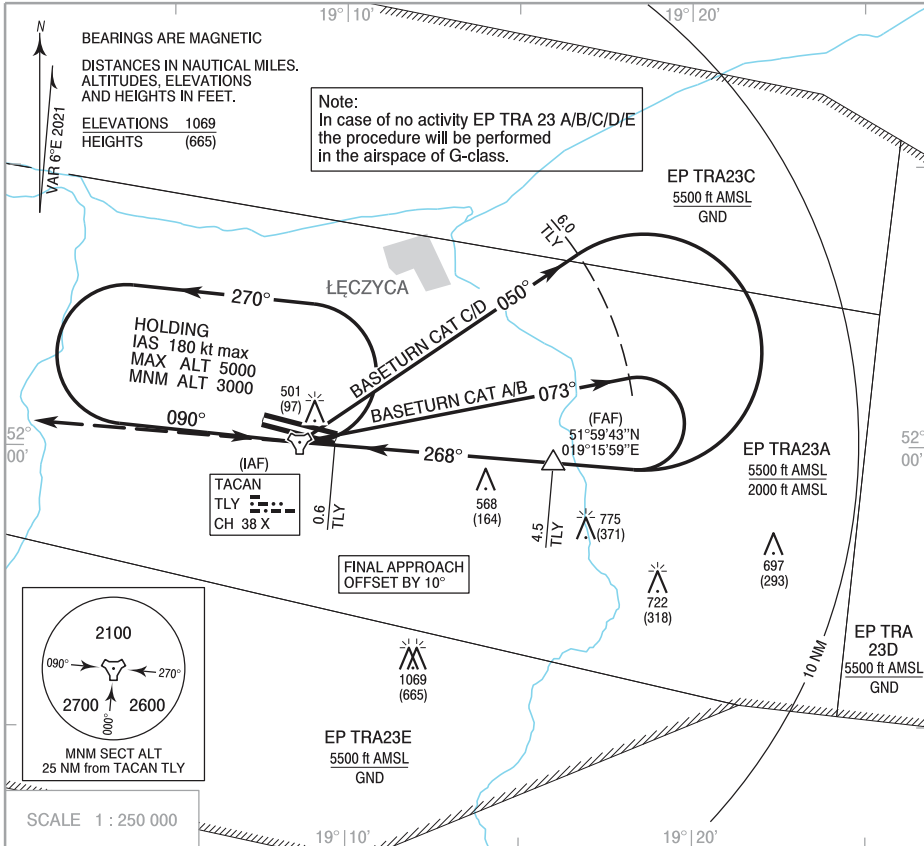 19° 10'
19° 20'
N
VAR 6°E 2021
BEARINGS ARE MAGNETIC
DISTANCES IN NAUTICAL MILES.
ALTITUDES, ELEVATIONS
AND HEIGHTS IN FEET.
ELEVATIONS 1069
HEIGHTS (665)
Note:
In case of no activity EP TRA 23 A/B/C/D/E
the procedure will be performed
in the airspace of G-class.
EP TRA23C
5500 ft AMSL
GND
6.0
TLY
ŁĘCZYCA
270°
HOLDING
IAS 180 kt max
MAX ALT 5000
MNM ALT 3000
090°
BASETURN CAT C/D
050°
501
(97)
BASETURN CAT A/B
073°
(FAF)
51°59'43"N
019°15'59"E
268°
52°
00'
52°
00'
(IAF)
TACAN
TLY
CH 38 X
0.6
TLY
568
(164)
4.5
TLY
775
(371)
EP TRA23A
5500 ft AMSL
2000 ft AMSL
697
(293)
722
(318)
FINAL APPROACH
OFFSET BY 10°
2100
090°
270°
2700
2600
000°
MNM SECT ALT
25 NM from TACAN TLY
1069
(665)
10 NM
EP TRA
23D
5500 ft AMSL
GND
EP TRA23E
5500 ft AMSL
GND
SCALE 1 : 250 000
19° 10'
19° 20'